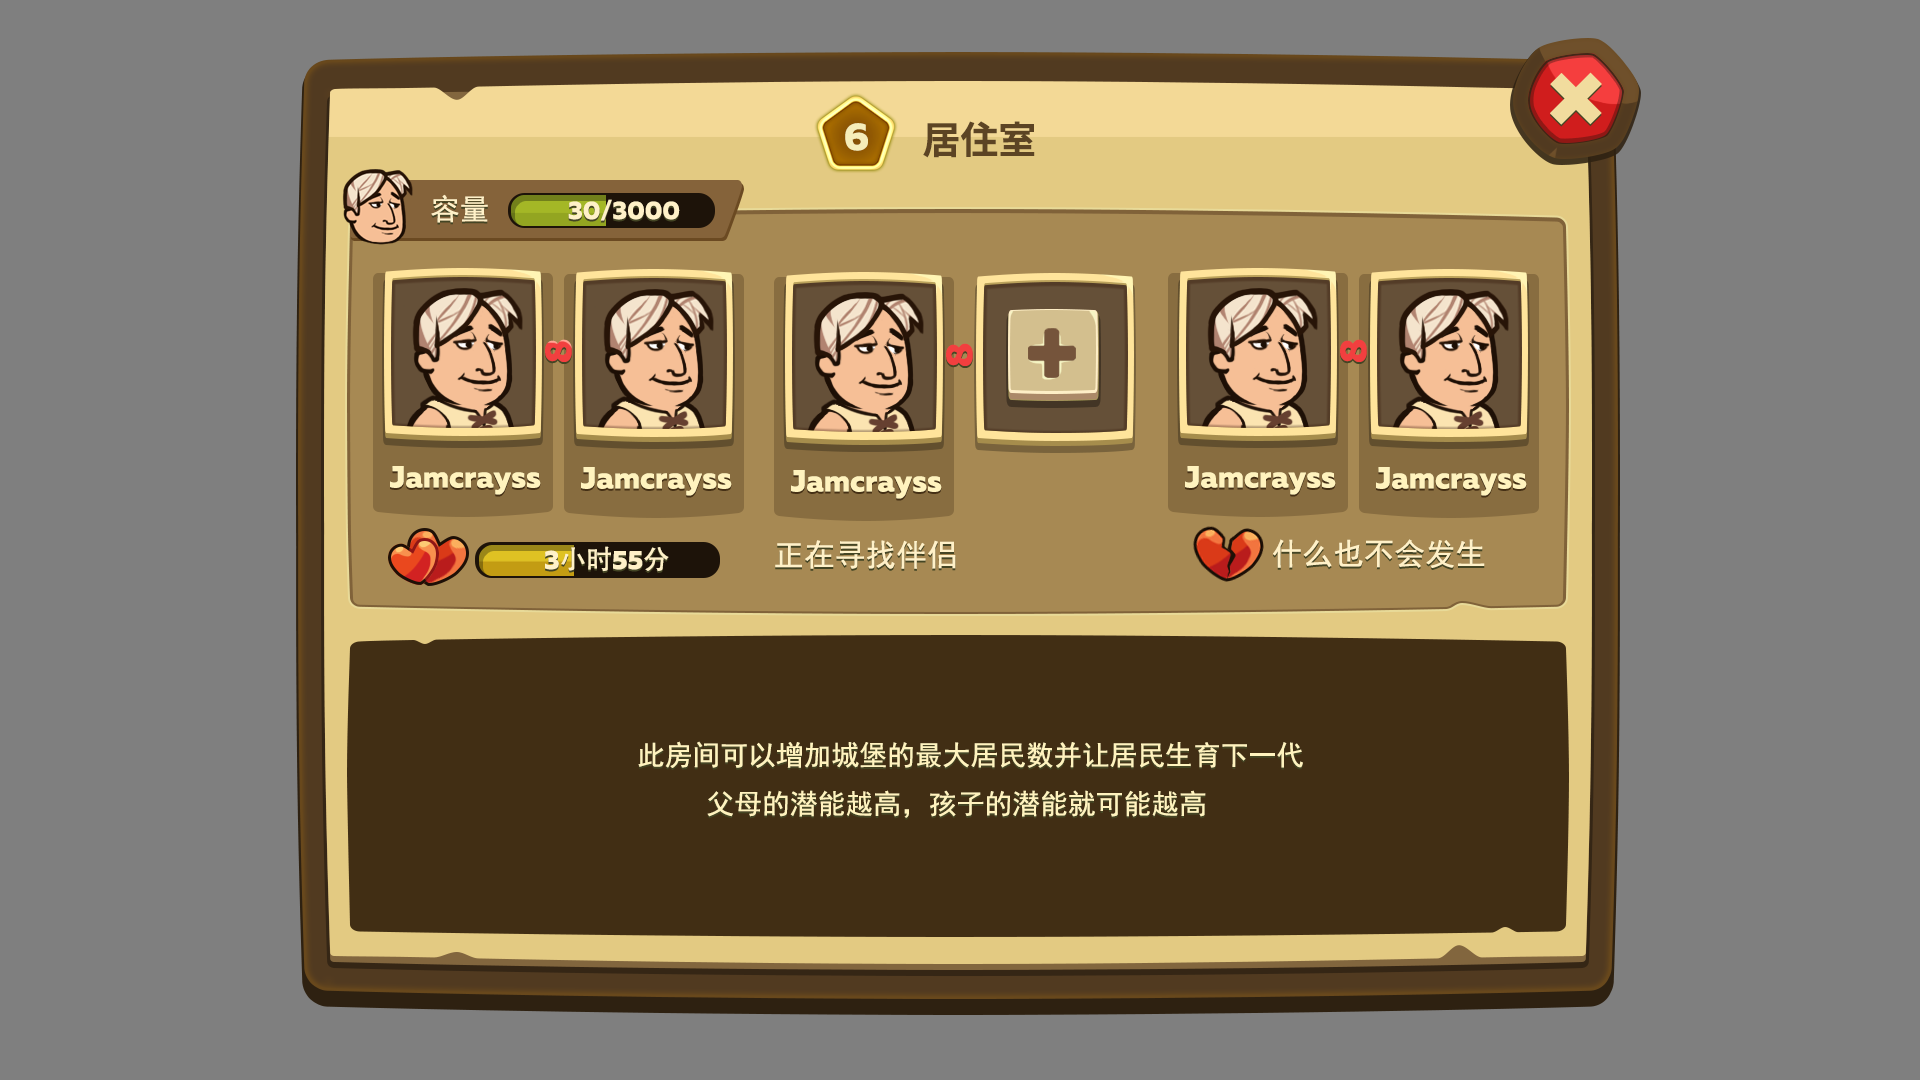 6 居住室
容量 30/3000
Jamcrayss Jamcrayss Jamcrayss Jamcrayss Jamcrayss
3小时55分 正在寻找伴侣 什么也不会发生
此房间可以增加城堡的最大居民数并让居民生育下一代
父母的潜能越高，孩子的潜能就可能越高